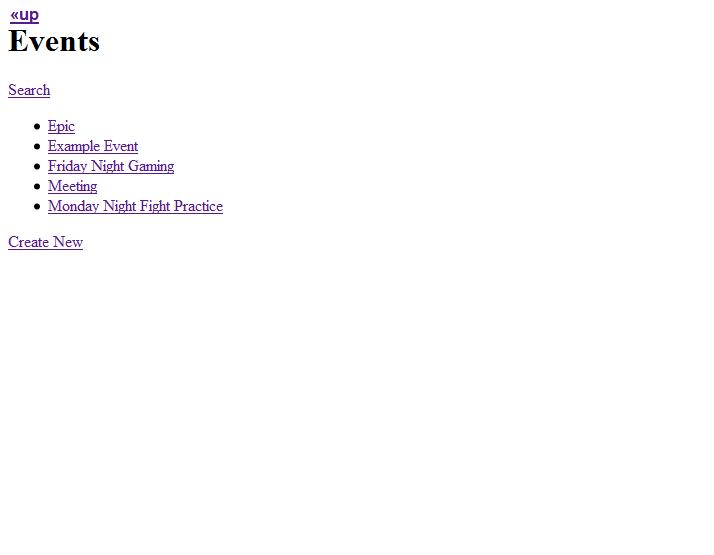 «up
Events
Search
Epic
Example Event
Friday Night Gaming
Meeting
Monday Night Fight Practice
Create New